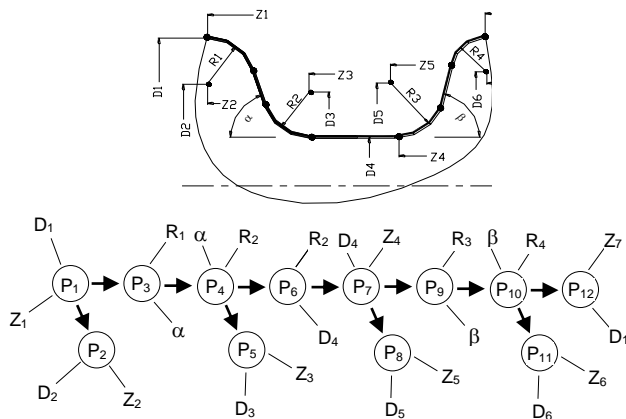 Z1
D1
R1
R4
Z3
Z5
D2
Z2
α
R2
D3
D5
R3
β
D6
D4
Z4
D₁ R₁ α R₂ R₂ D₄ Z₄ R₃ β R₄ Z₇
P₁ P₃ P₄ P₆ P₇ P₉ P₁₀ P₁₂
Z₁ α D₄ β D₁
P₂ P₅ P₈ P₁₁
D₂ Z₂ D₃ Z₃ D₅ Z₅ D₆ Z₆